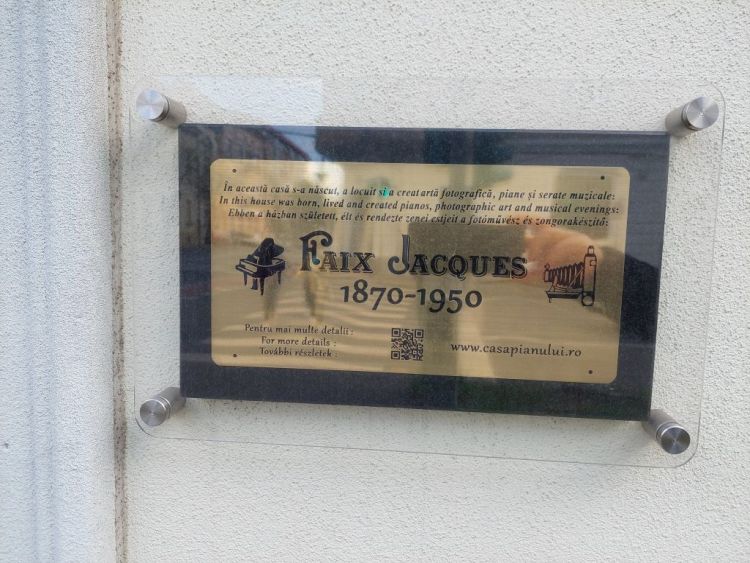 În această casă s-a născut, a locuit și a creat artă fotografică, piane și serate muzicale:
In this house was born, lived and created pianos, photographic art and musical evenings:
Ebben a házban született, élt és rendezte zenei estjeit a fotóművész és zongorakészítő:
Faix Jacques
1870-1950
Pentru mai multe detalii :
For more details :
További részletek :
www.casapianului.ro